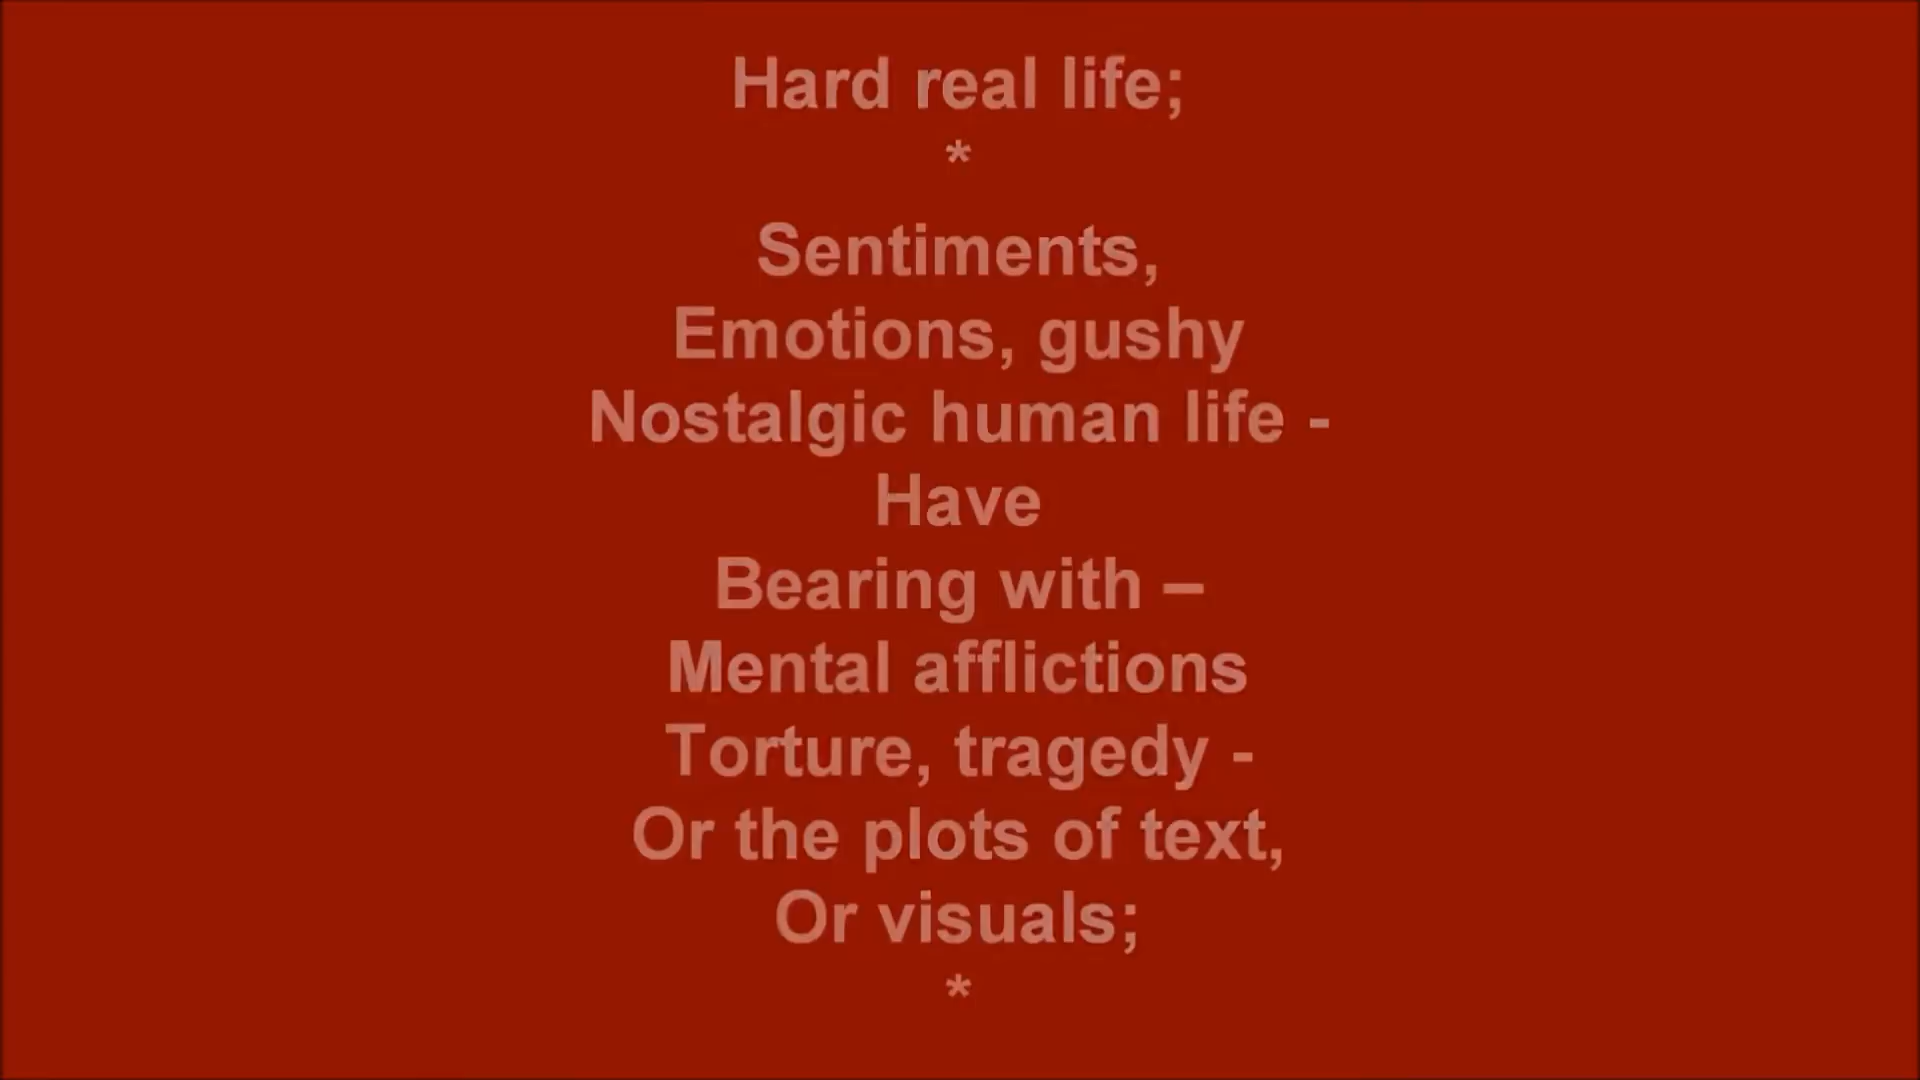 Hard real life;
*
Sentiments,
Emotions, gushy
Nostalgic human life -
Have
Bearing with –
Mental afflictions
Torture, tragedy -
Or the plots of text,
Or visuals;
*